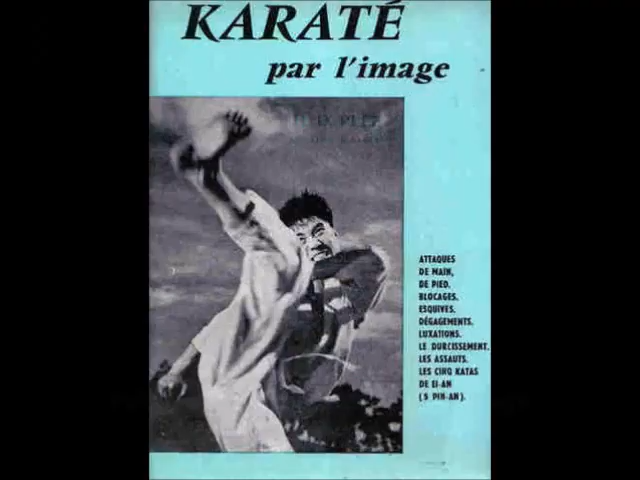 KARATÉ
par l'image
H. D. PLÉE
ATTAQUES
DE MAIN,
DE PIED.
BLOCAGES.
ESQUIVES.
DÉGAGEMENTS.
LUXATIONS.
LE DURCISSEMENT.
LES ASSAUTS.
LES CINQ KATAS
DE EI-AN
(5 PIN-AN).